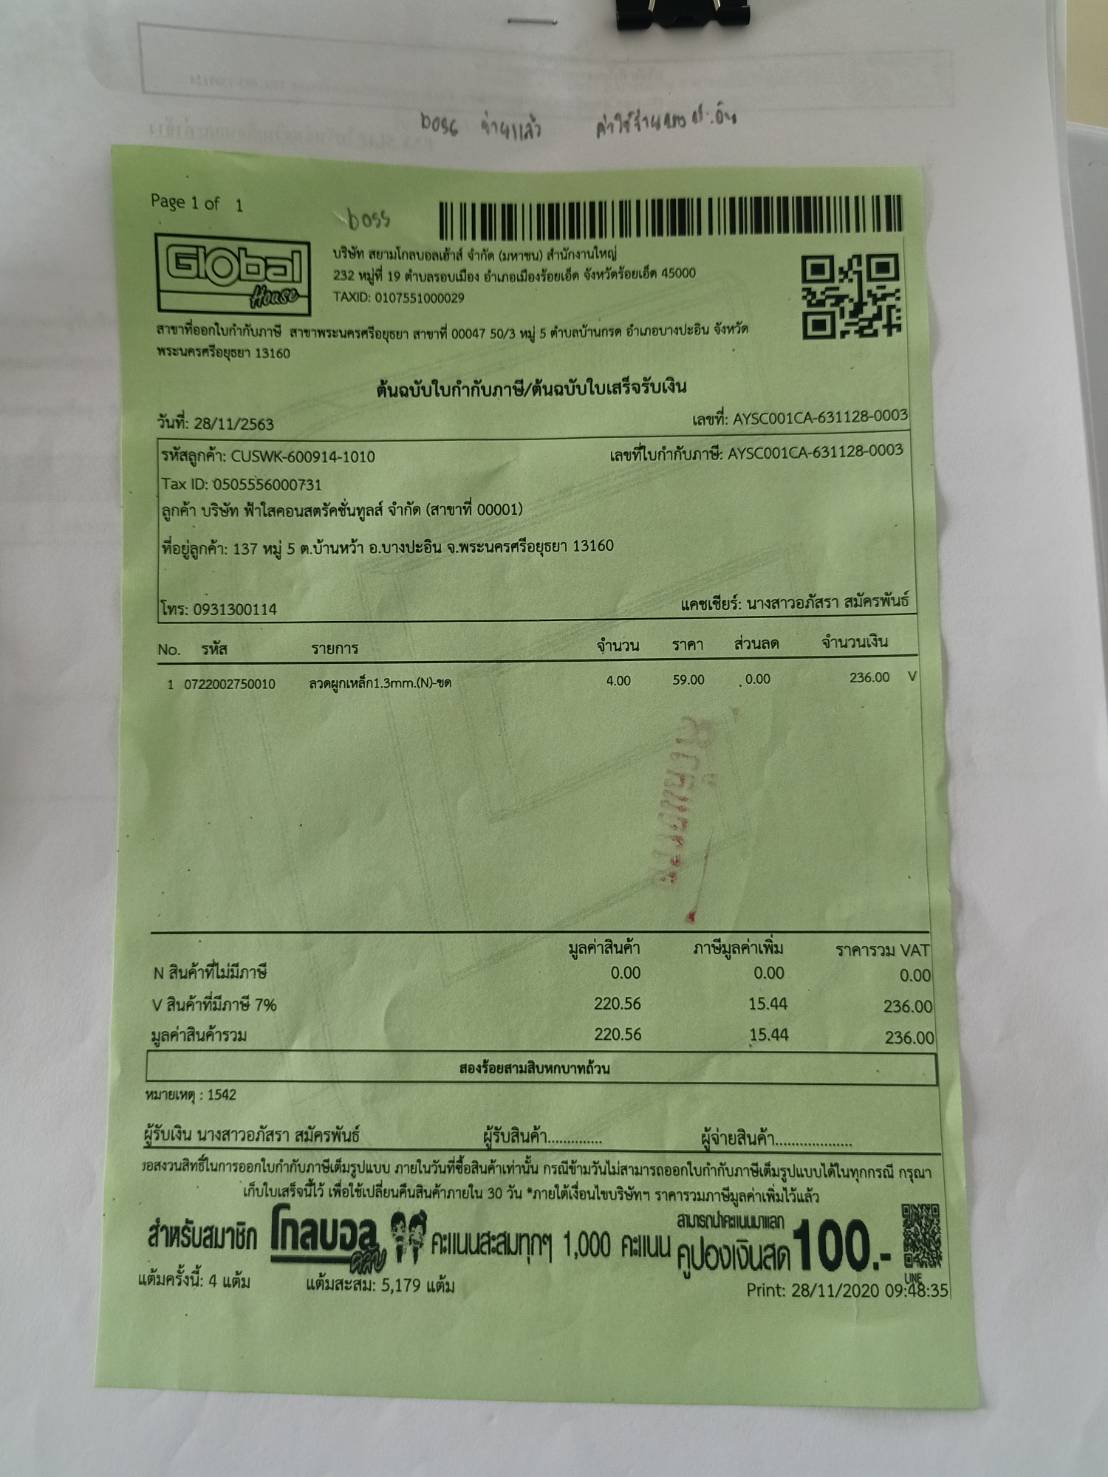 boss จ่ายแล้ว ค่าใช้จ่ายของ
Page 1 of 1
boss
Global House
บริษัท สยามโกลบอลเฮ้าส์ จำกัด (มหาชน) สำนักงานใหญ่
232 หมู่ที่ 19 ตำบลรอบเมือง อำเภอเมืองร้อยเอ็ด จังหวัดร้อยเอ็ด 45000
TAXID: 0107551000029
สาขาที่ออกใบกำกับภาษี สาขาพระนครศรีอยุธยา สาขาที่ 00047 50/3 หมู่ 5 ตำบลบ้านกรด อำเภอบางปะอิน จังหวัด
พระนครศรีอยุธยา 13160
ต้นฉบับใบกำกับภาษี/ต้นฉบับใบเสร็จรับเงิน
วันที่: 28/11/2563 เลขที่: AYSC001CA-631128-0003
รหัสลูกค้า: CUSWK-600914-1010 เลขที่ใบกำกับภาษี: AYSC001CA-631128-0003
Tax ID: 0505556000731
ลูกค้า บริษัท ฟ้าใสคอนสตรัคชั่นทูลส์ จำกัด (สาขาที่ 00001)
ที่อยู่ลูกค้า: 137 หมู่ 5 ต.บ้านหว้า อ.บางปะอิน จ.พระนครศรีอยุธยา 13160
โทร: 0931300114 แคชเชียร์: นางสาวอภัสรา สมัครพันธ์
No. รหัส รายการ จำนวน ราคา ส่วนลด จำนวนเงิน
1 0722002750010 ลวดผูกเหล็ก1.3mm.(N)-ขด 4.00 59.00 0.00 236.00 V
มูลค่าสินค้า ภาษีมูลค่าเพิ่ม ราคารวม VAT
N สินค้าที่ไม่มีภาษี 0.00 0.00 0.00
V สินค้าที่มีภาษี 7% 220.56 15.44 236.00
มูลค่าสินค้ารวม 220.56 15.44 236.00
สองร้อยสามสิบหกบาทถ้วน
หมายเหตุ : 1542
ผู้รับเงิน นางสาวอภัสรา สมัครพันธ์ ผู้รับสินค้า............. ผู้จ่ายสินค้า...................
ขอสงวนสิทธิ์ในการออกใบกำกับภาษีเต็มรูปแบบ ภายในวันที่ซื้อสินค้าเท่านั้น กรณีข้ามวันไม่สามารถออกใบกำกับภาษีเต็มรูปแบบได้ในทุกกรณี กรุณา
เก็บใบเสร็จนี้ไว้ เพื่อใช้เปลี่ยนคืนสินค้าภายใน 30 วัน *ภายใต้เงื่อนไขบริษัทฯ ราคารวมภาษีมูลค่าเพิ่มไว้แล้ว
สำหรับสมาชิก โกลบอล คลับ คะแนนสะสมทุกๆ 1,000 คะแนน สามารถนำคะแนนมาแลก คูปองเงินสด 100.-
LINE
แต้มครั้งนี้: 4 แต้ม แต้มสะสม: 5,179 แต้ม Print: 28/11/2020 09:48:35